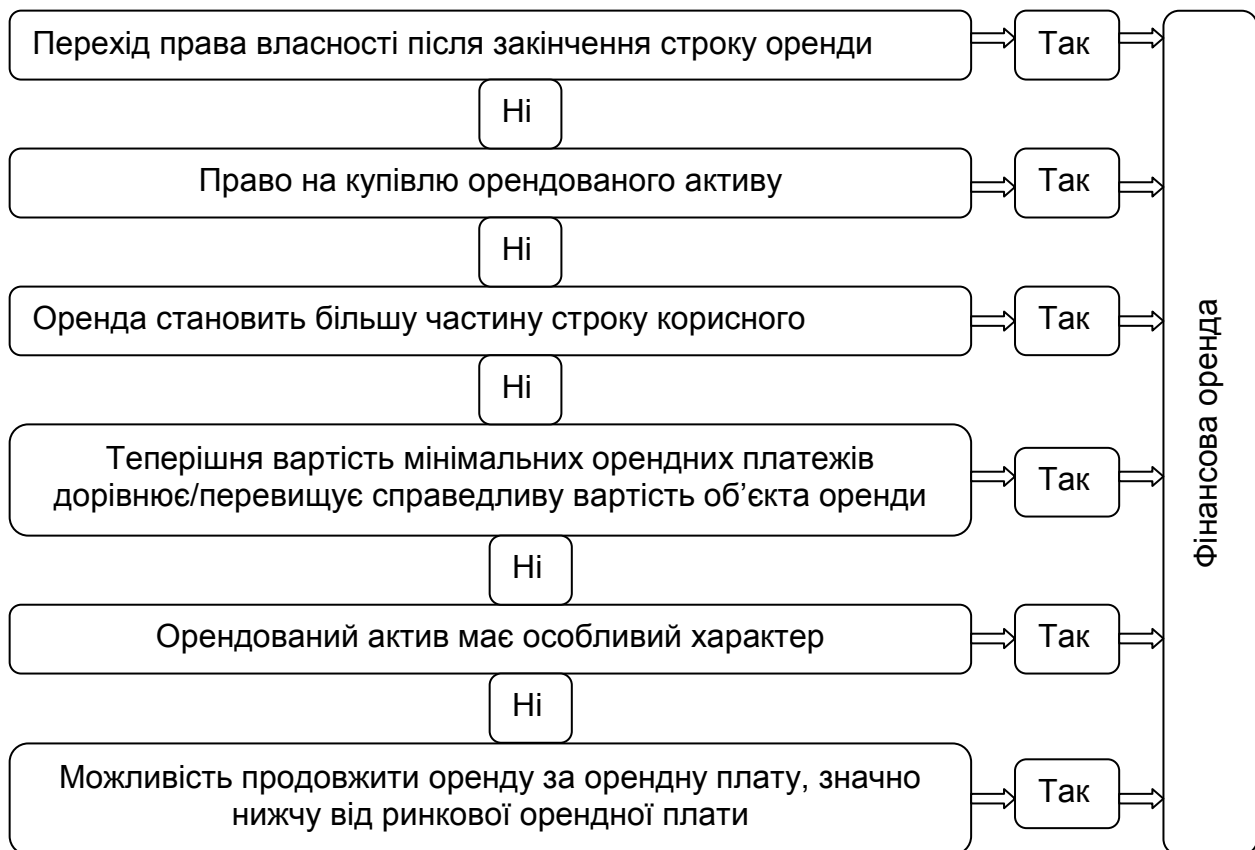 Перехід права власності після закінчення строку оренди
Так
Ні
Право на купівлю орендованого активу
Так
Ні
Оренда становить більшу частину строку корисного
Так
Ні
Теперішня вартість мінімальних орендних платежів
дорівнює/перевищує справедливу вартість об’єкта оренди
Так
Ні
Орендований актив має особливий характер
Так
Ні
Можливість продовжити оренду за орендну плату, значно
нижчу від ринкової орендної плати
Так
Фінансова оренда